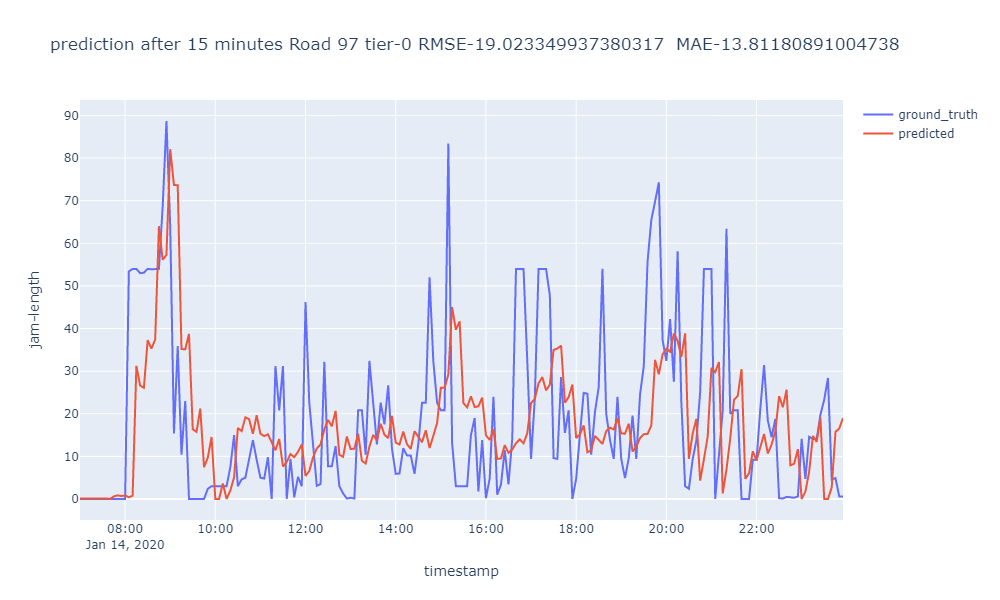 prediction after 15 minutes Road 97 tier-0 RMSE-19.023349937380317  MAE-13.81180891004738
ground_truth
predicted
jam-length
90
80
70
60
50
40
30
20
10
0
08:00 10:00 12:00 14:00 16:00 18:00 20:00 22:00
Jan 14, 2020
timestamp